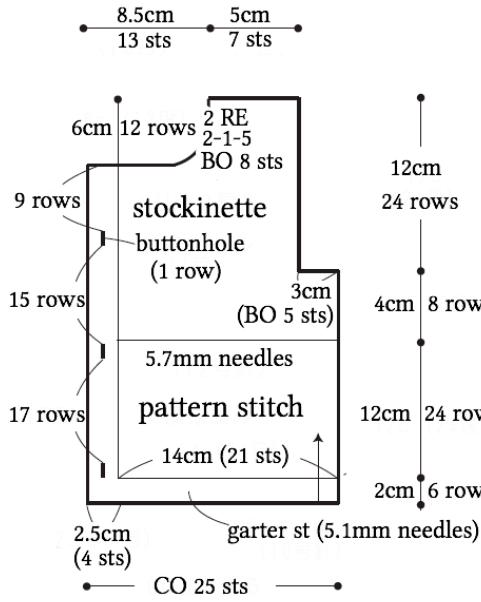 8.5cm 5cm
13 sts 7 sts
6cm 12 rows
2 RE
2-1-5
BO 8 sts
12cm
24 rows
9 rows
stockinette
buttonhole
(1 row)
15 rows
3cm
(BO 5 sts)
4cm 8 row
5.7mm needles
17 rows
pattern stitch
12cm 24 row
14cm (21 sts)
2cm 6 row
garter st (5.1mm needles)
2.5cm
(4 sts)
CO 25 sts